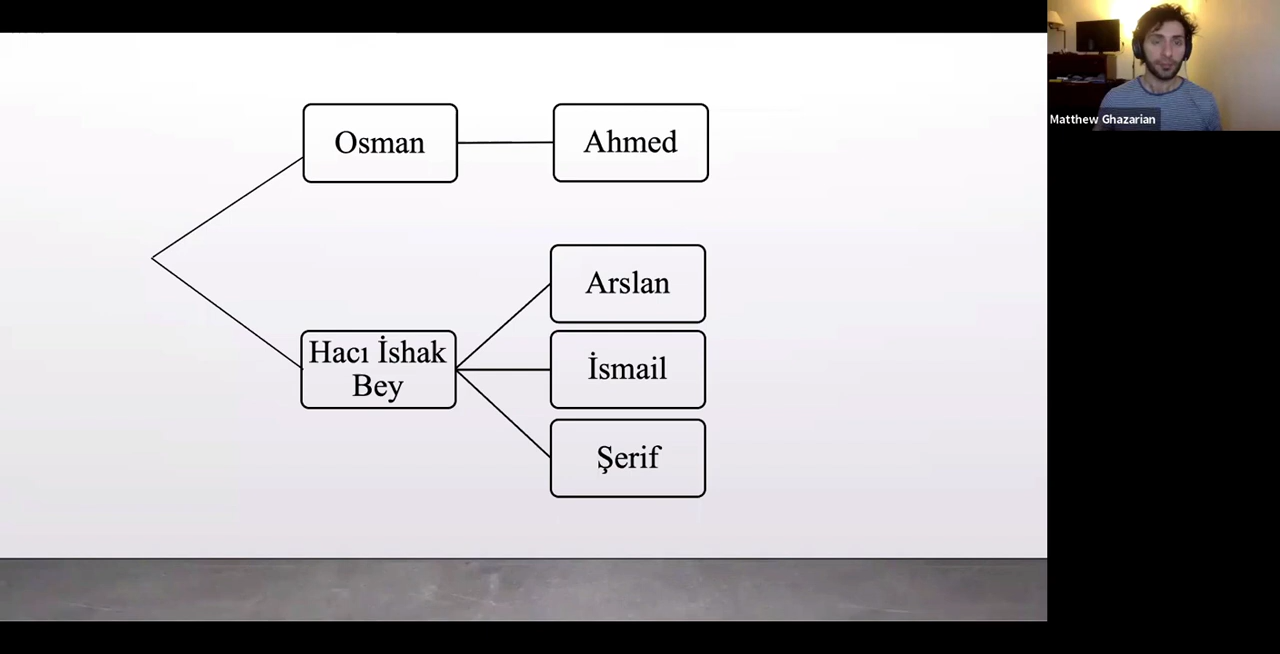 Osman
Ahmed
Hacı İshak
Bey
Arslan
İsmail
Şerif
Matthew Ghazarian